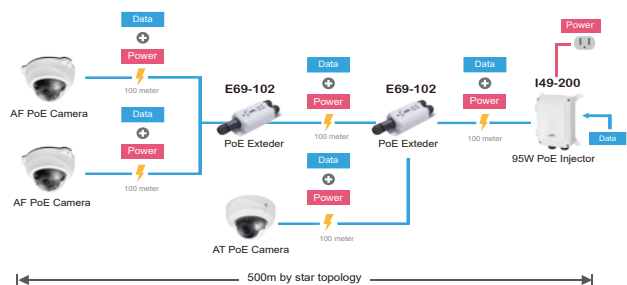 Data
Power
100 meter
AF PoE Camera
Data
Power
100 meter
AF PoE Camera
E69-102
PoE Exteder
Data
Power
100 meter
E69-102
PoE Exteder
Data
Power
100 meter
AT PoE Camera
Data
Power
100 meter
Power
I49-200
Data
95W PoE Injector
500m by star topology